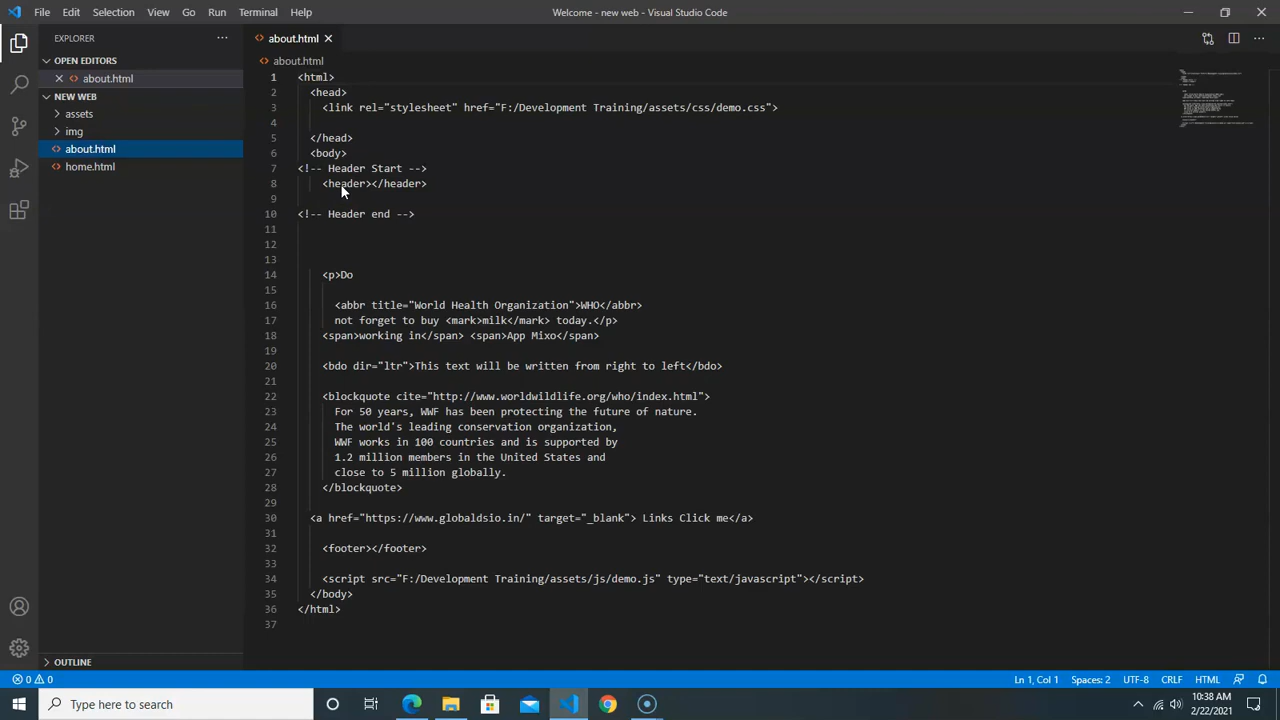 File Edit Selection View Go Run Terminal Help
Welcome - new web - Visual Studio Code
EXPLORER
about.html
OPEN EDITORS
about.html
about.html
NEW WEB
assets
img
about.html
home.html
1 <html>
2 <head>
3 <link rel="stylesheet" href="F:/Development Training/assets/css/demo.css">
4
5 </head>
6 <body>
7 <!-- Header Start -->
8 <header></header>
9
10 <!-- Header end -->
11
12
13
14 <p>Do
15
16 <abbr title="World Health Organization">WHO</abbr>
17 not forget to buy <mark>milk</mark> today.</p>
18 <span>working in</span> <span>App Mixo</span>
19
20 <bdo dir="ltr">This text will be written from right to left</bdo>
21
22 <blockquote cite="http://www.worldwildlife.org/who/index.html">
23 For 50 years, WWF has been protecting the future of nature.
24 The world's leading conservation organization,
25 WWF works in 100 countries and is supported by
26 1.2 million members in the United States and
27 close to 5 million globally.
28 </blockquote>
29
30 <a href="https://www.globaldsio.in/" target="_blank"> Links Click me</a>
31
32 <footer></footer>
33
34 <script src="F:/Development Training/assets/js/demo.js" type="text/javascript"></script>
35 </body>
36 </html>
37
OUTLINE
0 0
Ln 1, Col 1 Spaces: 2 UTF-8 CRLF HTML
Type here to search
10:38 AM
2/22/2021